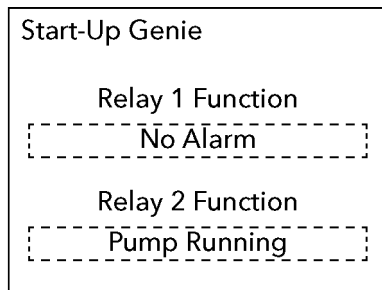 Start-Up Genie
Relay 1 Function
No Alarm
Relay 2 Function
Pump Running